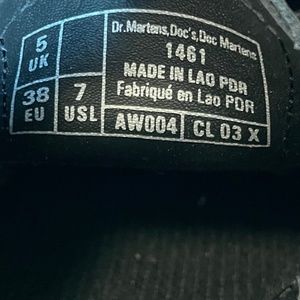 5
UK
38
EU
7
USL
Dr.Martens, Doc's, Doc Martens
1461
MADE IN LAO PDR
Fabriqué en Lao PDR
AW004
CL 03 X